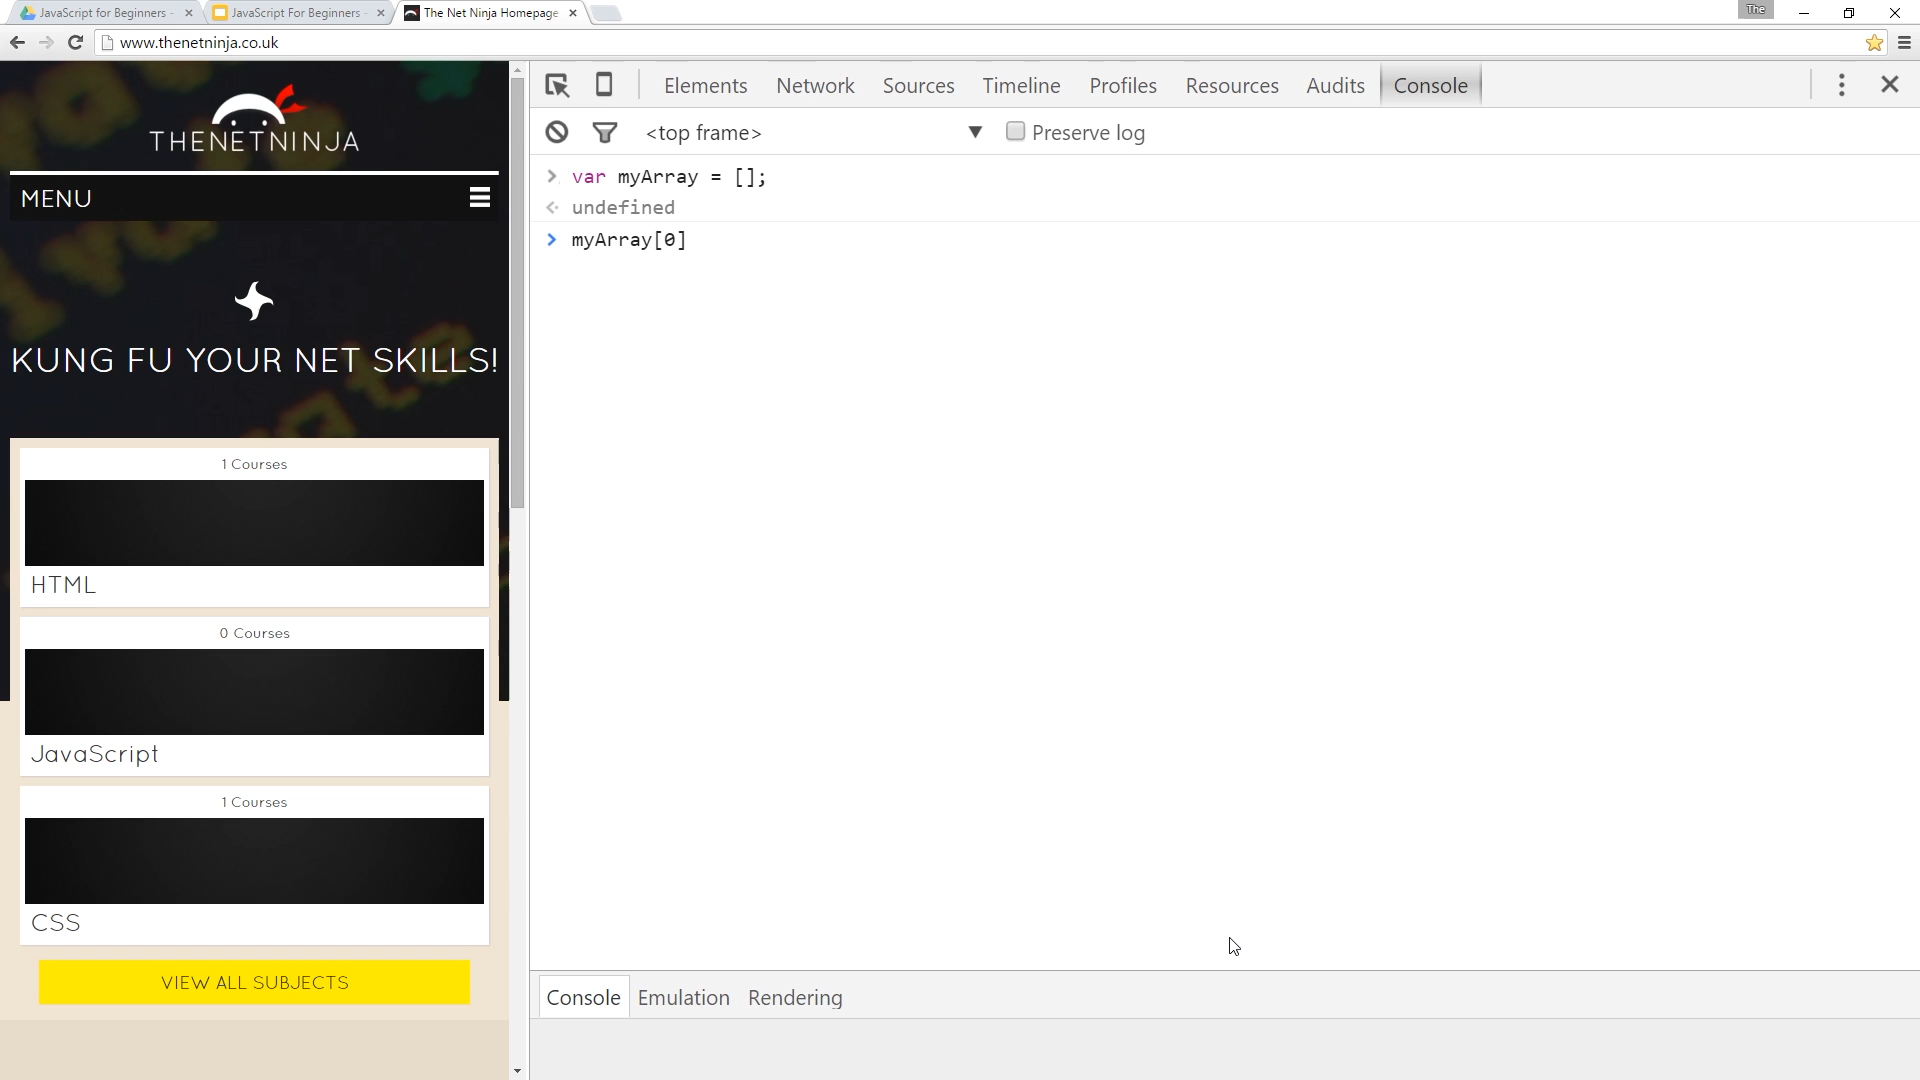 JavaScript for Beginners -
JavaScript For Beginners -
The Net Ninja Homepage
The
www.thenetninja.co.uk
THENETNINJA
MENU
KUNG FU YOUR NET SKILLS!
1 Courses
HTML
0 Courses
JavaScript
1 Courses
CSS
VIEW ALL SUBJECTS
Elements Network Sources Timeline Profiles Resources Audits Console
<top frame> Preserve log
var myArray = [];
undefined
myArray[0]
Console Emulation Rendering